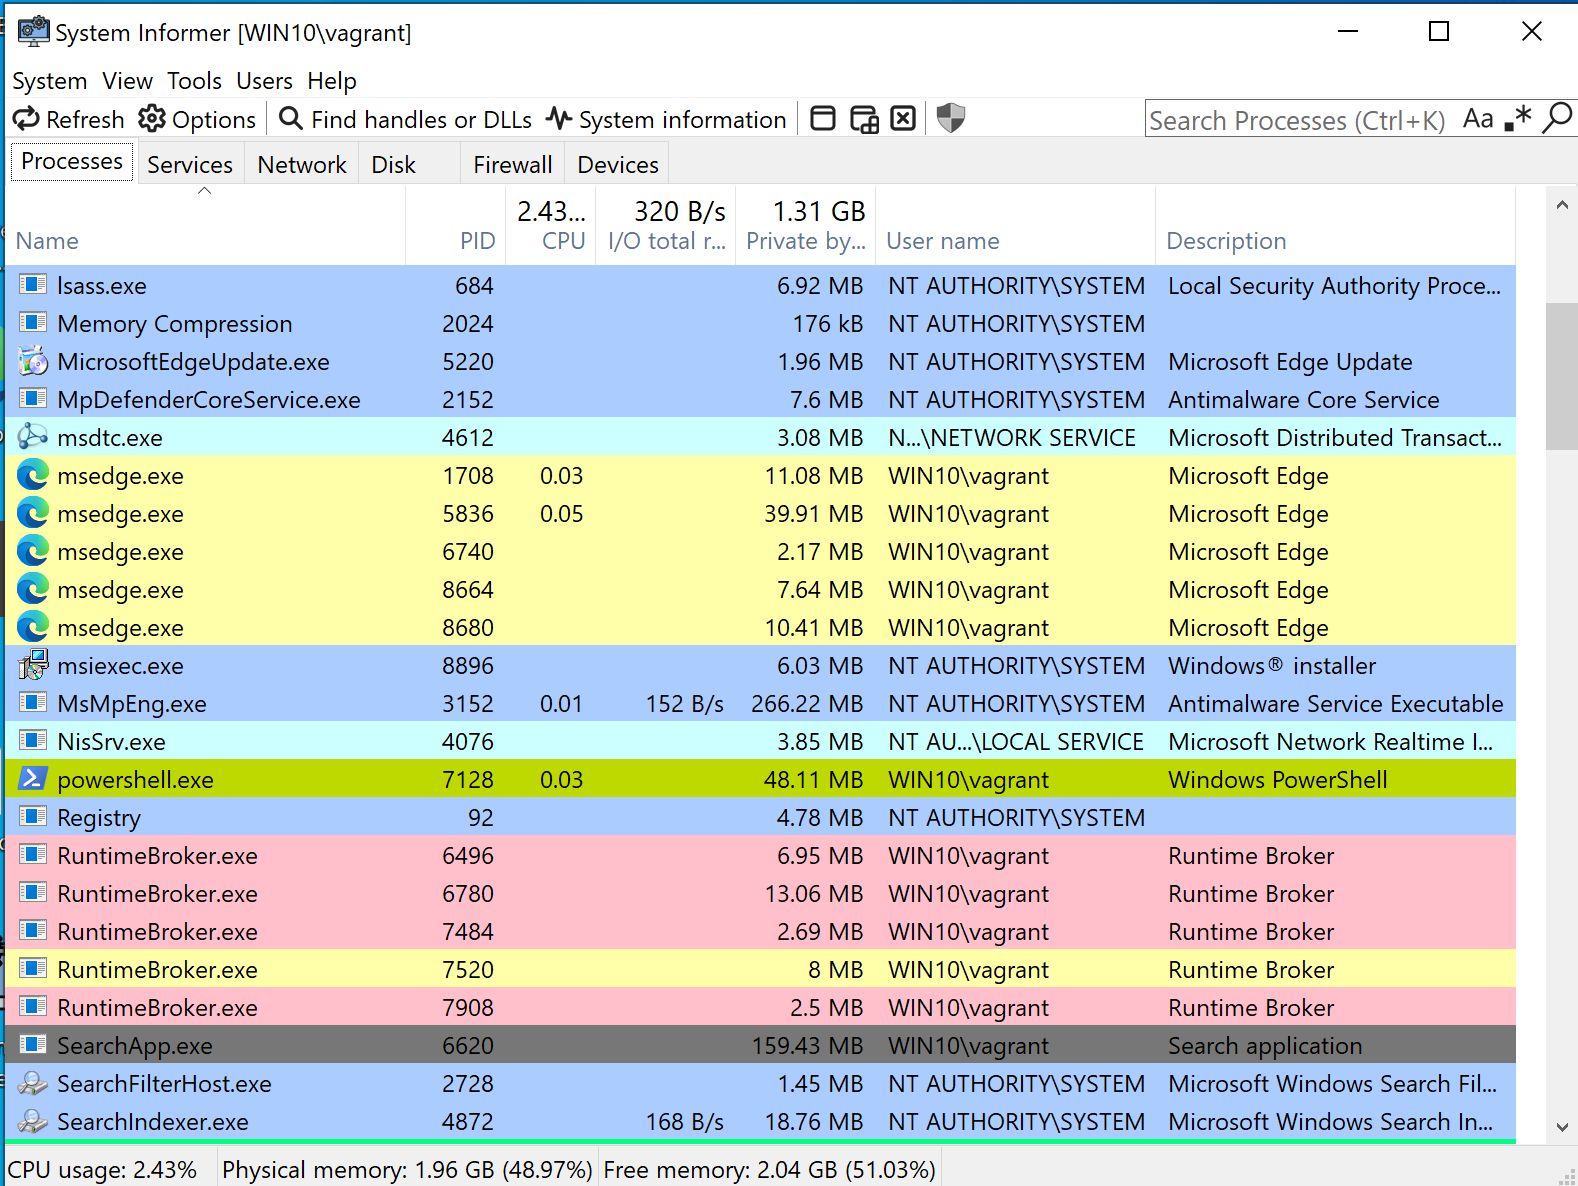 System Informer [WIN10\vagrant]
System View Tools Users Help
Refresh Options Find handles or DLLs System information Search Processes (Ctrl+K) Aa .*
Processes Services Network Disk Firewall Devices
2.43... 320 B/s 1.31 GB
Name PID CPU I/O total r... Private by... User name Description
lsass.exe 684 6.92 MB NT AUTHORITY\SYSTEM Local Security Authority Proce...
Memory Compression 2024 176 kB NT AUTHORITY\SYSTEM
MicrosoftEdgeUpdate.exe 5220 1.96 MB NT AUTHORITY\SYSTEM Microsoft Edge Update
MpDefenderCoreService.exe 2152 7.6 MB NT AUTHORITY\SYSTEM Antimalware Core Service
msdtc.exe 4612 3.08 MB N...\NETWORK SERVICE Microsoft Distributed Transact...
msedge.exe 1708 0.03 11.08 MB WIN10\vagrant Microsoft Edge
msedge.exe 5836 0.05 39.91 MB WIN10\vagrant Microsoft Edge
msedge.exe 6740 2.17 MB WIN10\vagrant Microsoft Edge
msedge.exe 8664 7.64 MB WIN10\vagrant Microsoft Edge
msedge.exe 8680 10.41 MB WIN10\vagrant Microsoft Edge
msiexec.exe 8896 6.03 MB NT AUTHORITY\SYSTEM Windows® installer
MsMpEng.exe 3152 0.01 152 B/s 266.22 MB NT AUTHORITY\SYSTEM Antimalware Service Executable
NisSrv.exe 4076 3.85 MB NT AU...\LOCAL SERVICE Microsoft Network Realtime I...
powershell.exe 7128 0.03 48.11 MB WIN10\vagrant Windows PowerShell
Registry 92 4.78 MB NT AUTHORITY\SYSTEM
RuntimeBroker.exe 6496 6.95 MB WIN10\vagrant Runtime Broker
RuntimeBroker.exe 6780 13.06 MB WIN10\vagrant Runtime Broker
RuntimeBroker.exe 7484 2.69 MB WIN10\vagrant Runtime Broker
RuntimeBroker.exe 7520 8 MB WIN10\vagrant Runtime Broker
RuntimeBroker.exe 7908 2.5 MB WIN10\vagrant Runtime Broker
SearchApp.exe 6620 159.43 MB WIN10\vagrant Search application
SearchFilterHost.exe 2728 1.45 MB NT AUTHORITY\SYSTEM Microsoft Windows Search Fil...
SearchIndexer.exe 4872 168 B/s 18.76 MB NT AUTHORITY\SYSTEM Microsoft Windows Search In...
CPU usage: 2.43% Physical memory: 1.96 GB (48.97%) Free memory: 2.04 GB (51.03%)